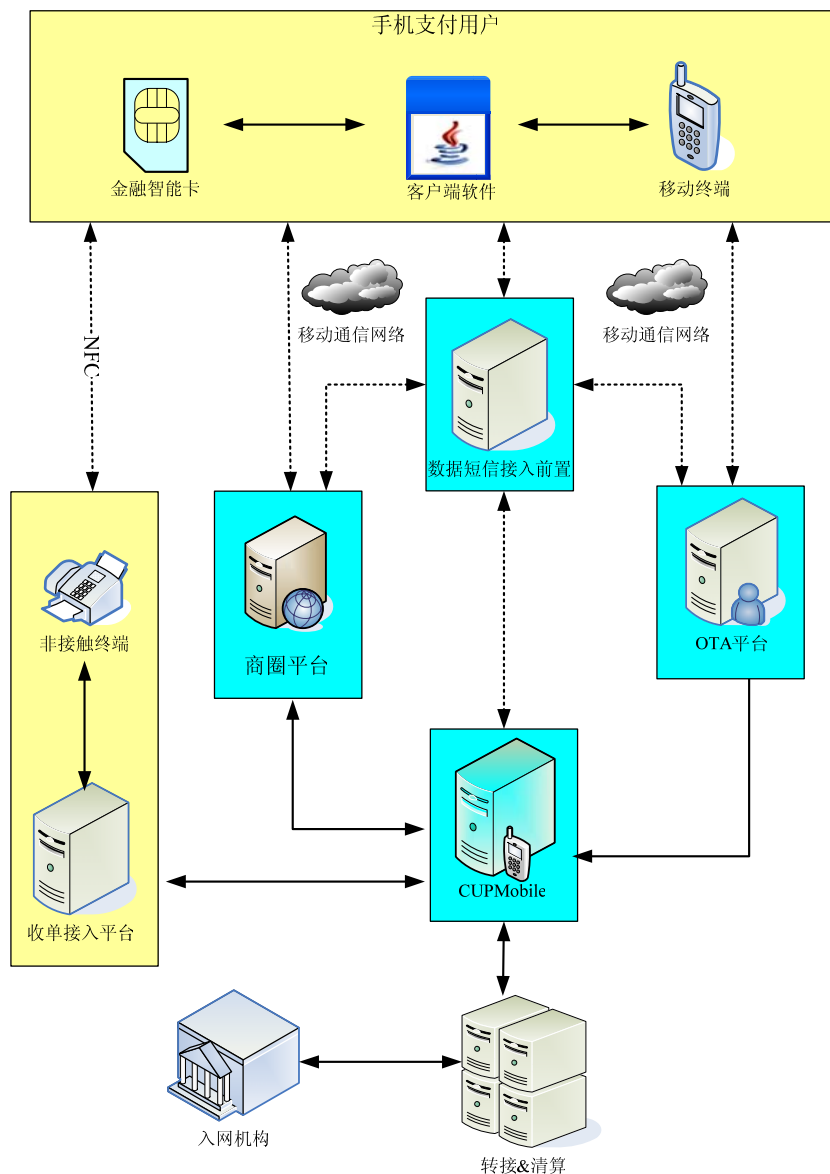 手机支付用户
金融智能卡
客户端软件
移动终端
移动通信网络
移动通信网络
NFC
数据短信接入前置
非接触终端
商圈平台
OTA平台
收单接入平台
CUPMobile
入网机构
转接&清算